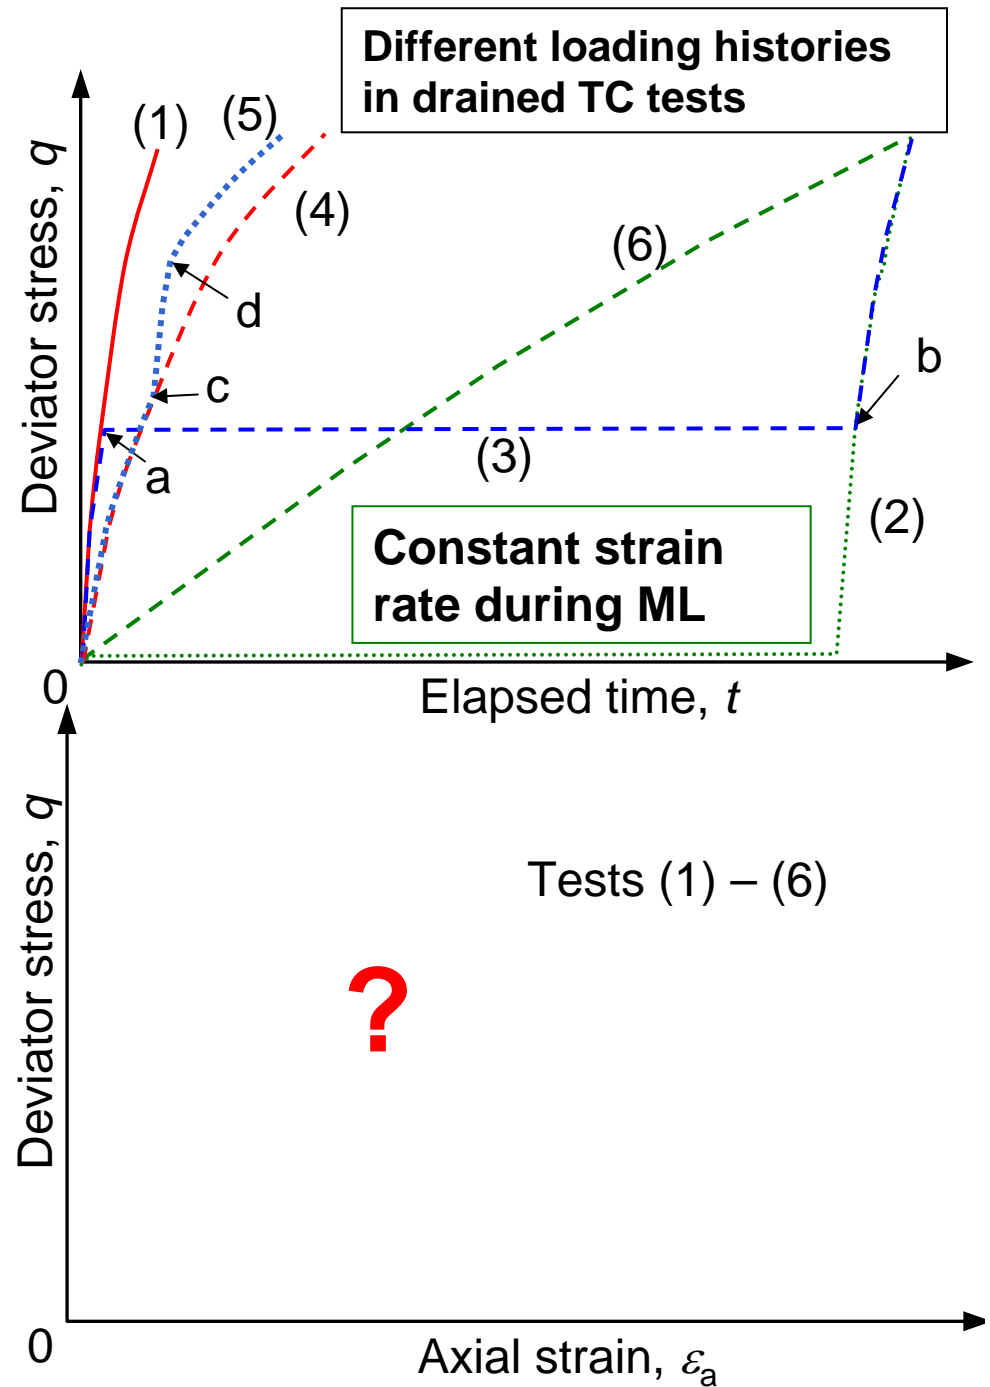 Different loading histories
in drained TC tests
Deviator stress, q
(1)
(5)
(4)
(6)
d
c
b
a
(3)
(2)
Constant strain
rate during ML
0
Elapsed time, t
Deviator stress, q
Tests (1) – (6)
?
0
Axial strain, εa